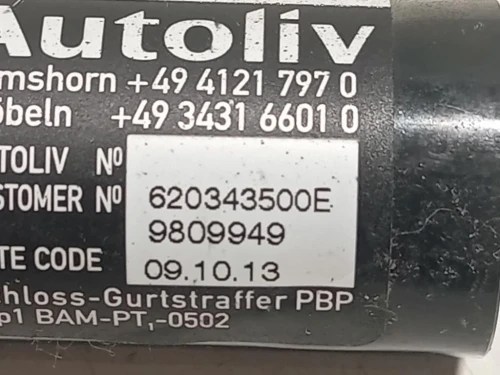 Autoliv
mshorn +49 4121 797 0
öbeln +49 3431 6601 0
TOLIV Nº
620343500E
STOMER Nº
9809949
TE CODE
09.10.13
hloss-Gurtstraffer PBP
p1 BAM-PT,-0502